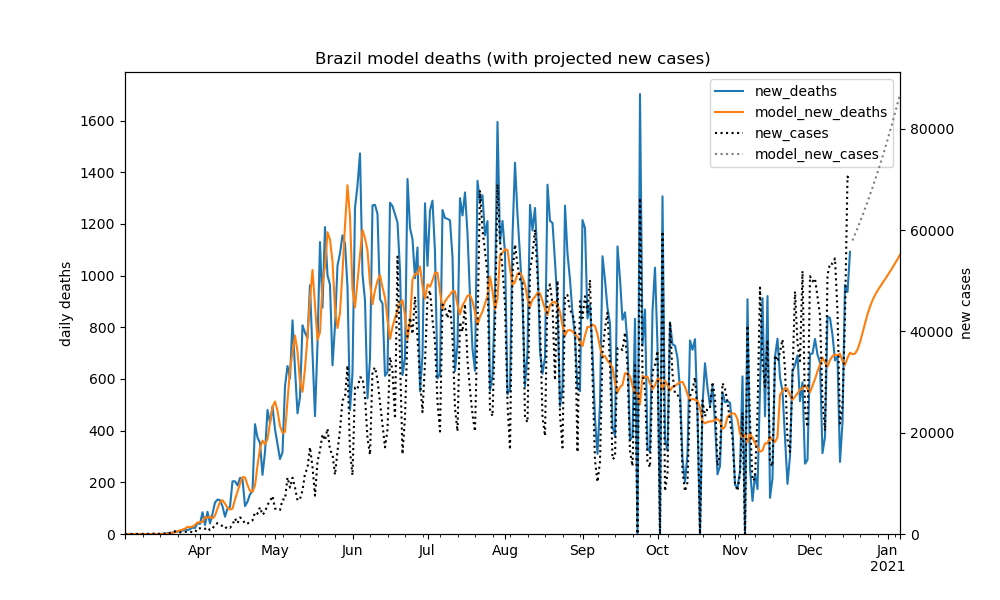 Brazil model deaths (with projected new cases)
new_deaths
model_new_deaths
new_cases
model_new_cases
daily deaths
1600
1400
1200
1000
800
600
400
200
0
new cases
80000
60000
40000
20000
0
Apr May Jun Jul Aug Sep Oct Nov Dec Jan
2021